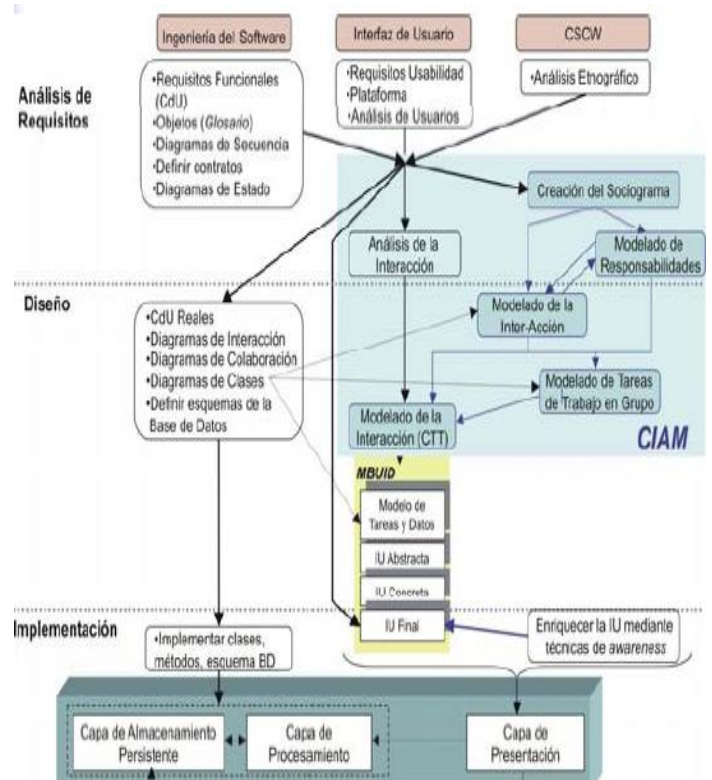 Ingeniería del Software
Interfaz de Usuario
CSCW
Análisis de
Requisitos
•Requisitos Funcionales
(CdU)
•Objetos (Glosario)
•Diagramas de Secuencia
•Definir contratos
•Diagramas de Estado
•Requisitos Usabilidad
•Plataforma
•Análisis de Usuarios
•Análisis Etnográfico
Creación del Sociograma
Análisis de la
Interacción
Modelado de
Responsabilidades
Diseño
•CdU Reales
•Diagramas de Interacción
•Diagramas de Colaboración
•Diagramas de Clases
•Definir esquemas de la
Base de Datos
Modelado de la
Inter-Acción
Modelado de Tareas
de Trabajo en Grupo
Modelado de la
Interacción (CTT)
CIAM
MBUID
Modelo de
Tareas y Datos
IU Abstracta
IU Concreta
IU Final
Implementación
•Implementar clases,
métodos, esquema BD
Enriquecer la IU mediante
técnicas de awareness
Capa de Almacenamiento
Persistente
Capa de
Procesamiento
Capa de
Presentación